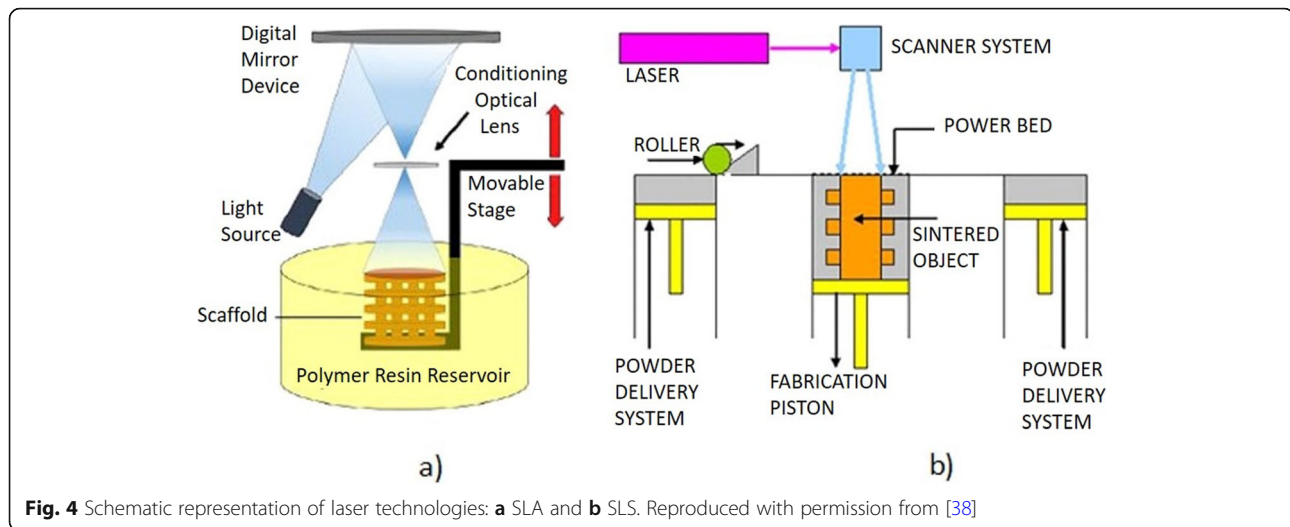 Digital
Mirror
Device
Conditioning
Optical
Lens
Movable
Stage
Light
Source
Scaffold
Polymer Resin Reservoir
a)
LASER
SCANNER SYSTEM
ROLLER
POWER BED
SINTERED
OBJECT
POWDER
DELIVERY
SYSTEM
FABRICATION
PISTON
POWDER
DELIVERY
SYSTEM
b)
Fig. 4 Schematic representation of laser technologies: a SLA and b SLS. Reproduced with permission from [38]